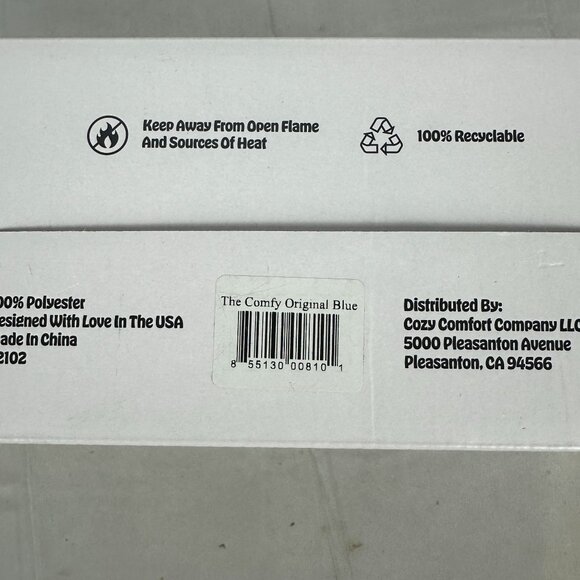 Keep Away From Open Flame
And Sources Of Heat
100% Recyclable
00% Polyester
esigned With Love In The USA
ade In China
2102
The Comfy Original Blue
8 55130 00810 1
Distributed By:
Cozy Comfort Company LLC
5000 Pleasanton Avenue
Pleasanton, CA 94566